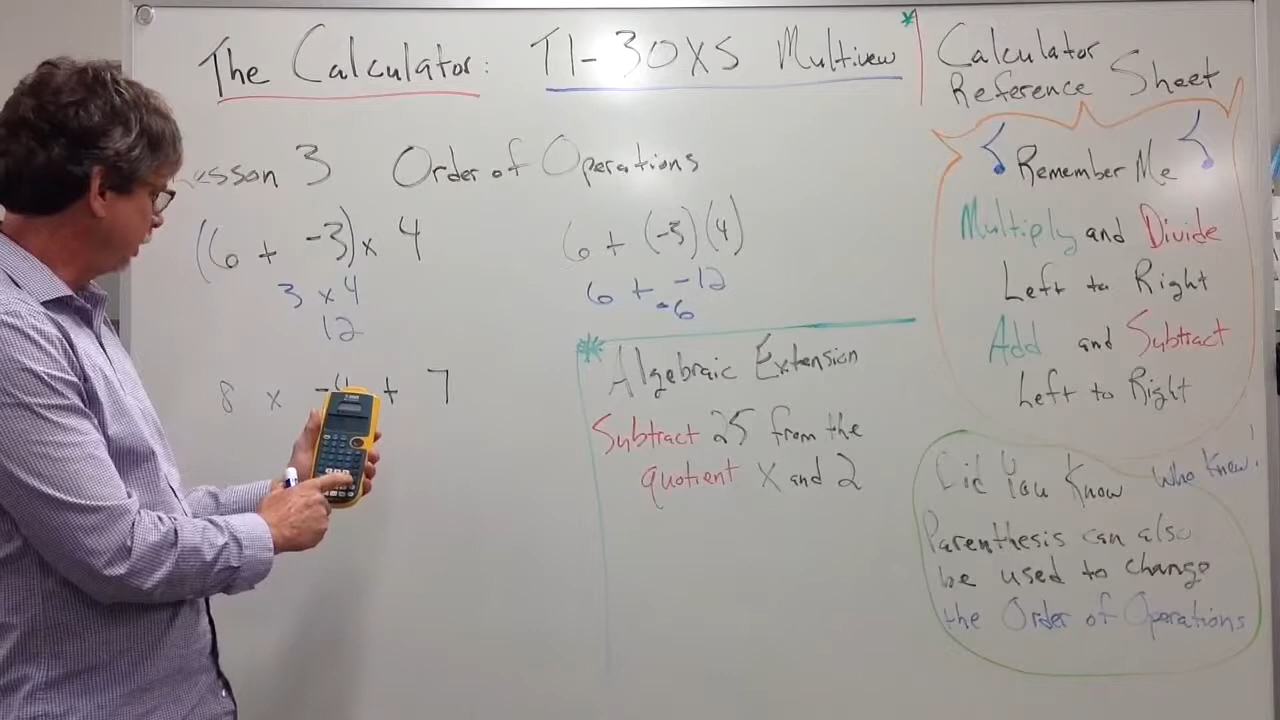 The Calculator: TI-30XS Multiview
Lesson 3 Order of Operations
(6 + -3) x 4
3 x 4
12
8 x -4 + 7
6 + (-3)(4)
6 + -12
-6
Algebraic Extension
Subtract 25 from the
quotient X and 2
Calculator
Reference Sheet
Remember Me
Multiply and Divide
Left to Right
Add and Subtract
Left to Right
Did You Know Who Knew!
Parenthesis can also
be used to change
the Order of Operations